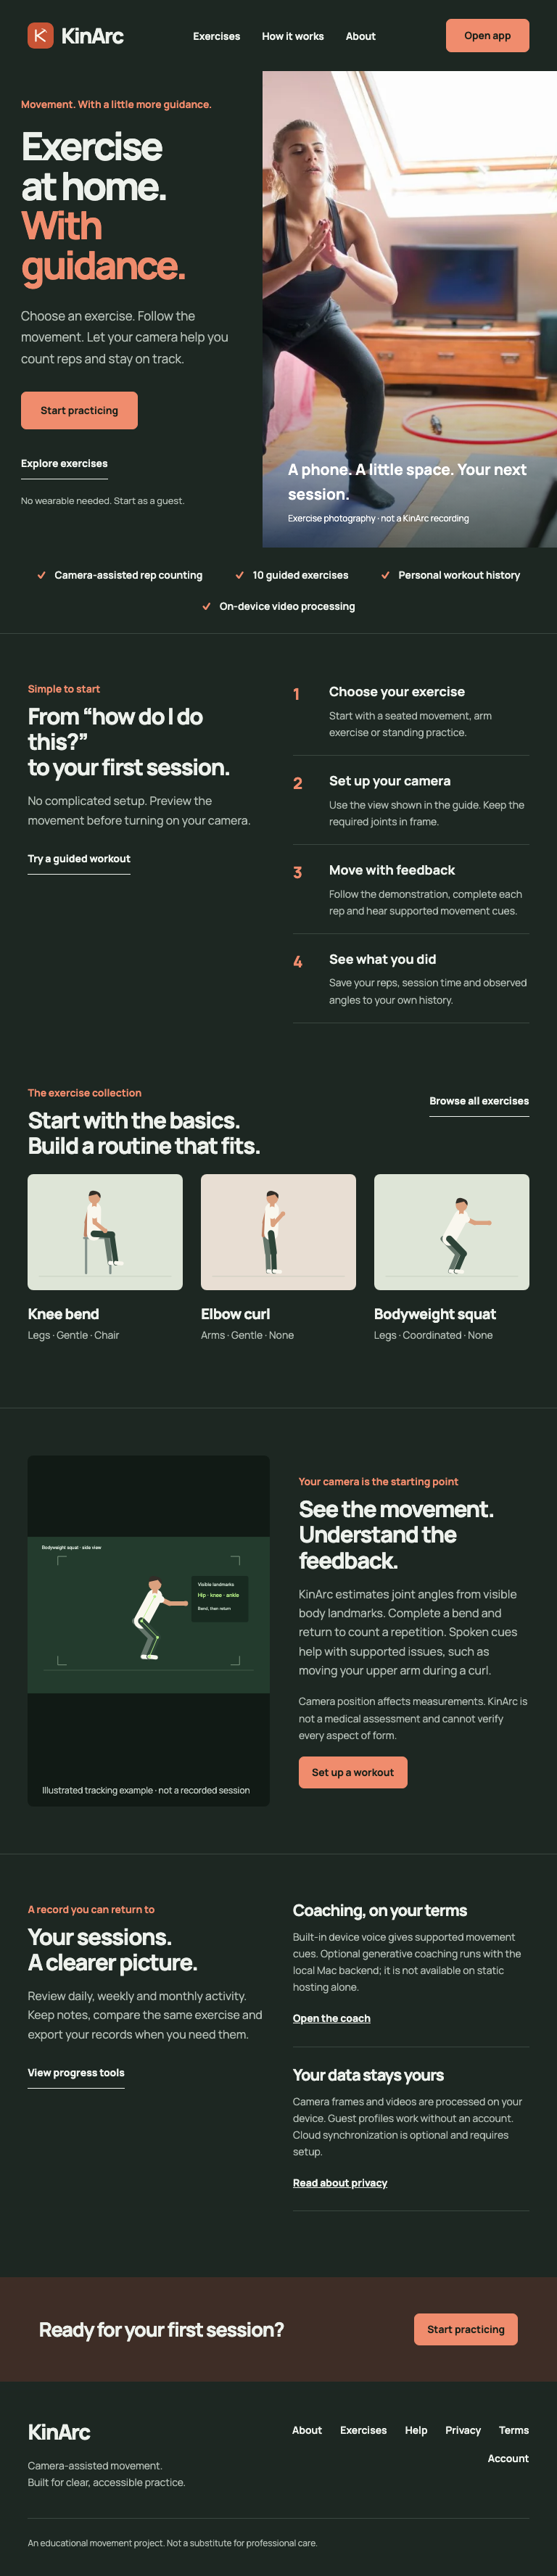 KinArc
Exercises
How it works
About
Open app
Movement. With a little more guidance.
Exercise
at home.
With
guidance.
Choose an exercise. Follow the
movement. Let your camera help you
count reps and stay on track.
Start practicing
Explore exercises
No wearable needed. Start as a guest.
A phone. A little space. Your next
session.
Exercise photography · not a KinArc recording
Camera-assisted rep counting
10 guided exercises
Personal workout history
On-device video processing
Simple to start
From “how do I do
this?”
to your first session.
No complicated setup. Preview the
movement before turning on your camera.
Try a guided workout
1
Choose your exercise
Start with a seated movement, arm
exercise or standing practice.
2
Set up your camera
Use the view shown in the guide. Keep the
required joints in frame.
3
Move with feedback
Follow the demonstration, complete each
rep and hear supported movement cues.
4
See what you did
Save your reps, session time and observed
angles to your own history.
The exercise collection
Start with the basics.
Build a routine that fits.
Browse all exercises
Knee bend
Legs · Gentle · Chair
Elbow curl
Arms · Gentle · None
Bodyweight squat
Legs · Coordinated · None
Bodyweight squat · side view
Visible landmarks
Hip · knee · ankle
Bend, then return
Illustrated tracking example · not a recorded session
Your camera is the starting point
See the movement.
Understand the
feedback.
KinArc estimates joint angles from visible
body landmarks. Complete a bend and
return to count a repetition. Spoken cues
help with supported issues, such as
moving your upper arm during a curl.
Camera position affects measurements. KinArc is
not a medical assessment and cannot verify
every aspect of form.
Set up a workout
A record you can return to
Your sessions.
A clearer picture.
Review daily, weekly and monthly activity.
Keep notes, compare the same exercise and
export your records when you need them.
View progress tools
Coaching, on your terms
Built-in device voice gives supported movement
cues. Optional generative coaching runs with the
local Mac backend; it is not available on static
hosting alone.
Open the coach
Your data stays yours
Camera frames and videos are processed on your
device. Guest profiles work without an account.
Cloud synchronization is optional and requires
setup.
Read about privacy
Ready for your first session?
Start practicing
KinArc
Camera-assisted movement.
Built for clear, accessible practice.
About
Exercises
Help
Privacy
Terms
Account
An educational movement project. Not a substitute for professional care.